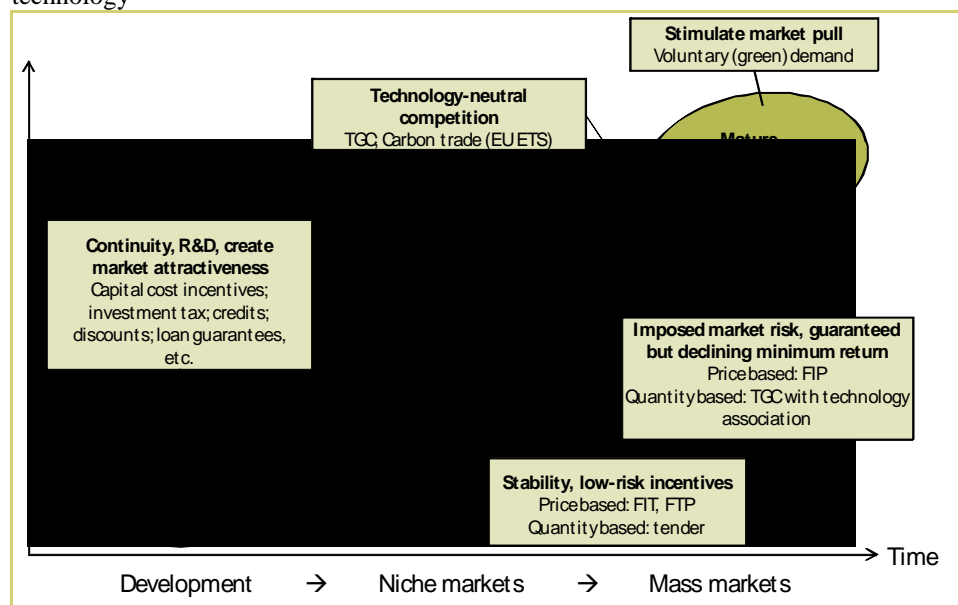 technology
Stimulate market pull
Voluntary (green) demand
Technology-neutral
competition
TGC; Carbon trade (EU ETS)
Mature
Continuity, R&D, create
market attractiveness
Capital cost incentives;
investment tax; credits;
discounts; loan guarantees,
etc.
Imposed market risk, guaranteed
but declining minimum return
Price based: FIP
Quantity based: TGC with technology
association
Stability, low-risk incentives
Price based: FIT, FTP
Quantity based: tender
Time
Development → Niche markets → Mass markets